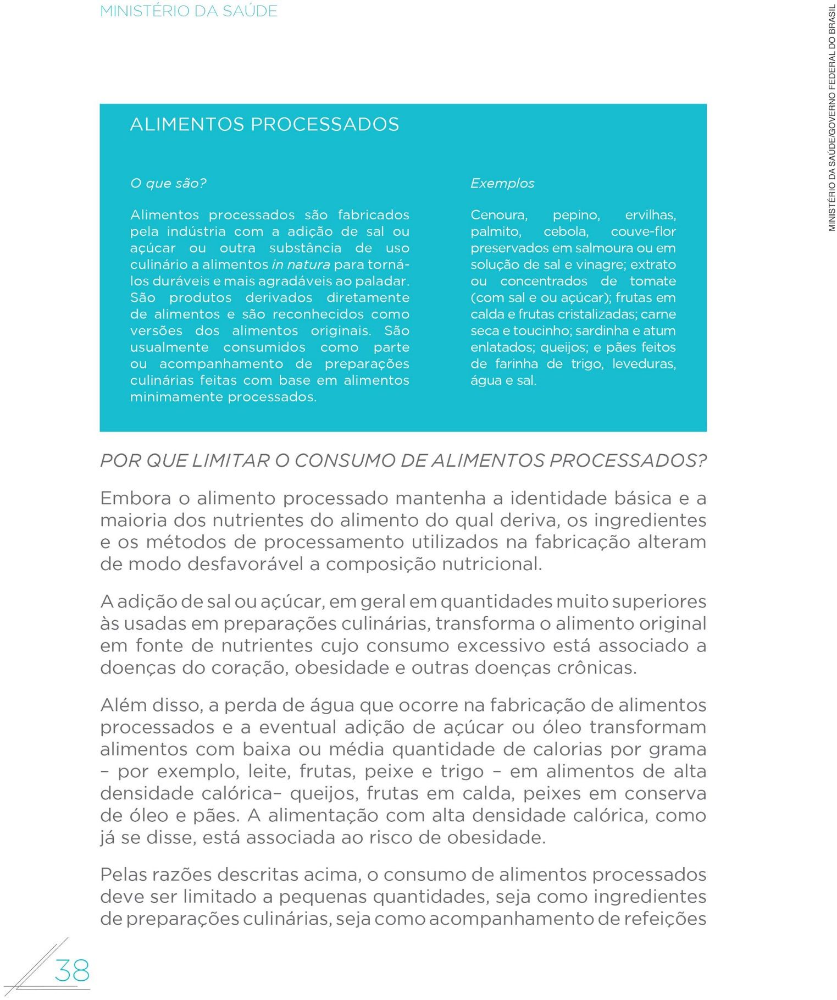 MINISTÉRIO DA SAÚDE
MINISTÉRIO DA SAÚDE/GOVERNO FEDERAL DO BRASIL
ALIMENTOS PROCESSADOS
O que são?
Alimentos processados são fabricados
pela indústria com a adição de sal ou
açúcar ou outra substância de uso
culinário a alimentos in natura para torná-
los duráveis e mais agradáveis ao paladar.
São produtos derivados diretamente
de alimentos e são reconhecidos como
versões dos alimentos originais. São
usualmente consumidos como parte
ou acompanhamento de preparações
culinárias feitas com base em alimentos
minimamente processados.
Exemplos
Cenoura, pepino, ervilhas,
palmito, cebola, couve-flor
preservados em salmoura ou em
solução de sal e vinagre; extrato
ou concentrados de tomate
(com sal e ou açúcar); frutas em
calda e frutas cristalizadas; carne
seca e toucinho; sardinha e atum
enlatados; queijos; e pães feitos
de farinha de trigo, leveduras,
água e sal.
POR QUE LIMITAR O CONSUMO DE ALIMENTOS PROCESSADOS?
Embora o alimento processado mantenha a identidade básica e a
maioria dos nutrientes do alimento do qual deriva, os ingredientes
e os métodos de processamento utilizados na fabricação alteram
de modo desfavorável a composição nutricional.
A adição de sal ou açúcar, em geral em quantidades muito superiores
às usadas em preparações culinárias, transforma o alimento original
em fonte de nutrientes cujo consumo excessivo está associado a
doenças do coração, obesidade e outras doenças crônicas.
Além disso, a perda de água que ocorre na fabricação de alimentos
processados e a eventual adição de açúcar ou óleo transformam
alimentos com baixa ou média quantidade de calorias por grama
– por exemplo, leite, frutas, peixe e trigo – em alimentos de alta
densidade calórica– queijos, frutas em calda, peixes em conserva
de óleo e pães. A alimentação com alta densidade calórica, como
já se disse, está associada ao risco de obesidade.
Pelas razões descritas acima, o consumo de alimentos processados
deve ser limitado a pequenas quantidades, seja como ingredientes
de preparações culinárias, seja como acompanhamento de refeições
38